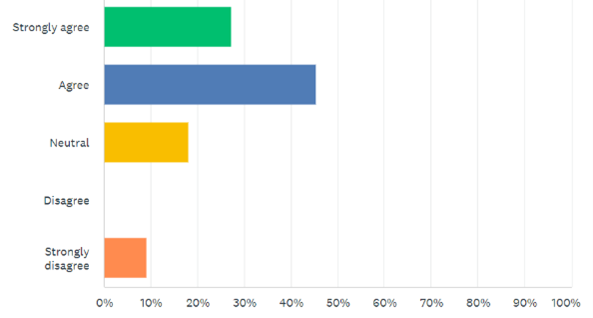 Strongly agree
Agree
Neutral
Disagree
Strongly
disagree
0% 10% 20% 30% 40% 50% 60% 70% 80% 90% 100%